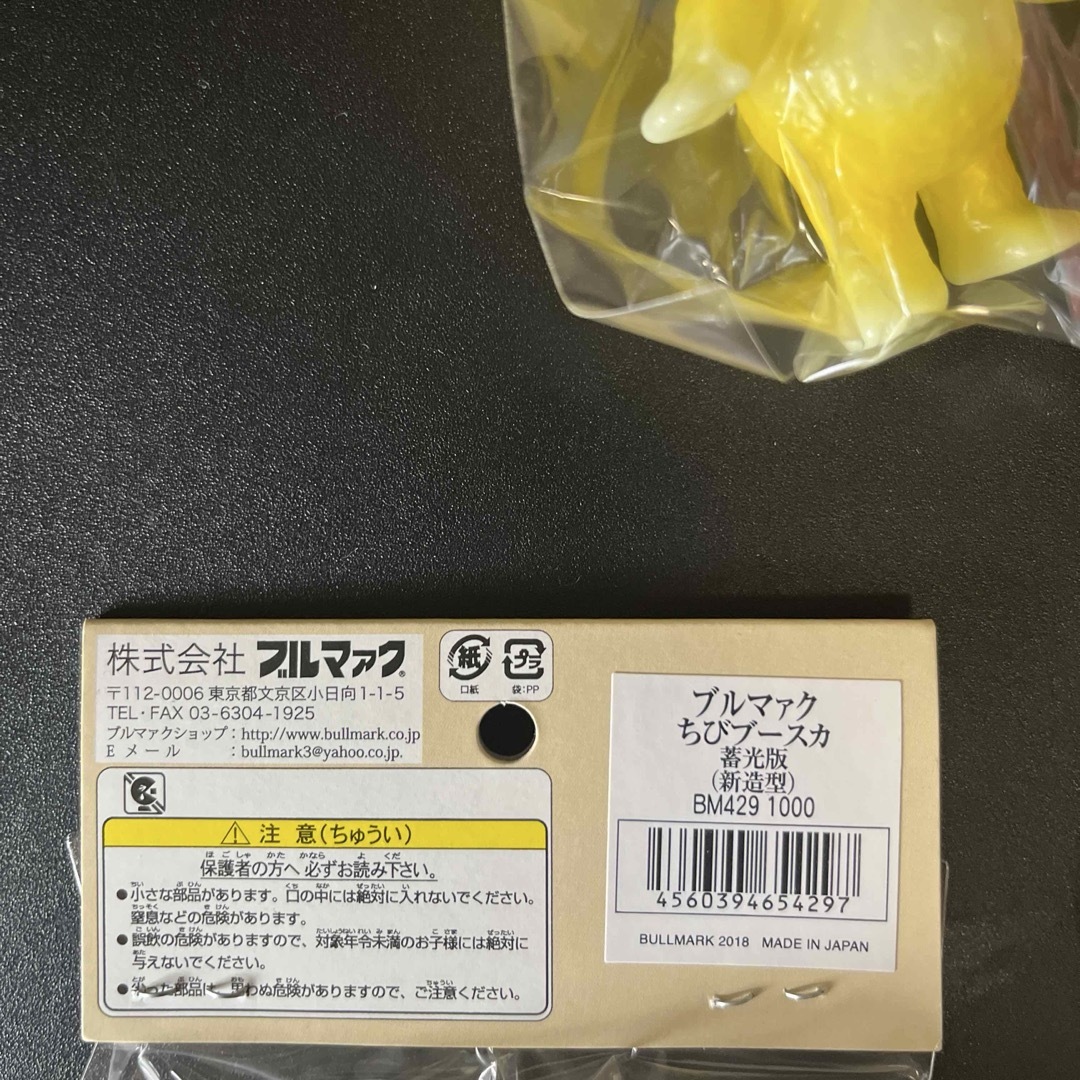 株式会社 ブルマァク®
〒112-0006 東京都文京区小日向1-1-5
TEL・FAX 03-6304-1925
ブルマァクショップ：http://www.bullmark.co.jp
Eメール ：bullmark3@yahoo.co.jp.
紙
口紙
プラ
袋:PP
注 意(ちゅうい)
保護者の方へ 必ずお読み下さい。
●小さな部品があります。口の中には絶対に入れないでください。
窒息などの危険があります。
●誤飲の危険がありますので、対象年令未満のお子様には絶対に
与えないでください。
●尖った部品は、思わぬ危険がありますので、ご注意ください。
ブルマァク
ちびブースカ
蓄光版
(新造型)
BM429 1000
4560394654297
BULLMARK 2018 MADE IN JAPAN